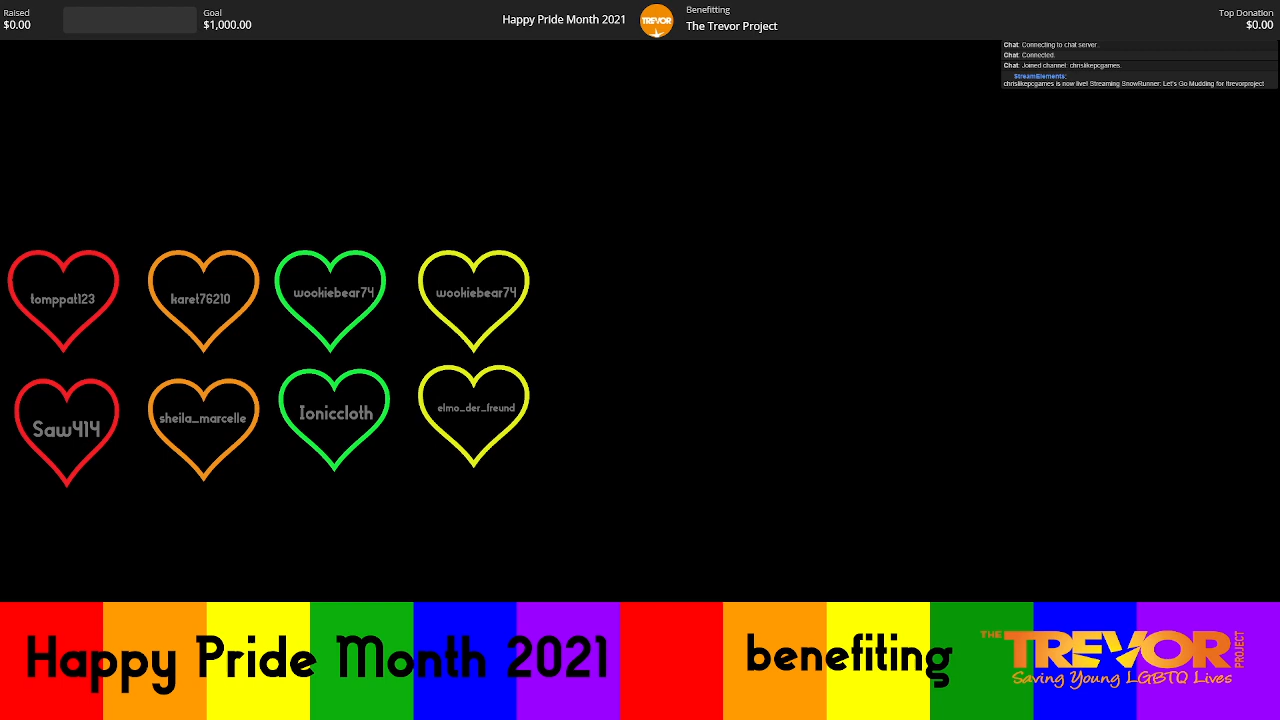 Raised
$0.00
Goal
$1,000.00
Happy Pride Month 2021
TREVOR
Benefitting
The Trevor Project
Top Donation
$0.00
Chat: Connecting to chat server.
Chat: Connected.
Chat: Joined channel: chrislikepcgames.
StreamElements:
chrislikepcgames is now live! Streaming SnowRunner: Let's Go Mudding for !trevorproject
tomppat123
karet76210
wookiebear74
wookiebear74
Saw414
sheila_marcelle
Ioniccloth
elmo_der_freund
Happy Pride Month 2021
benefiting
THE TREVOR PROJECT
Saving Young LGBTQ Lives